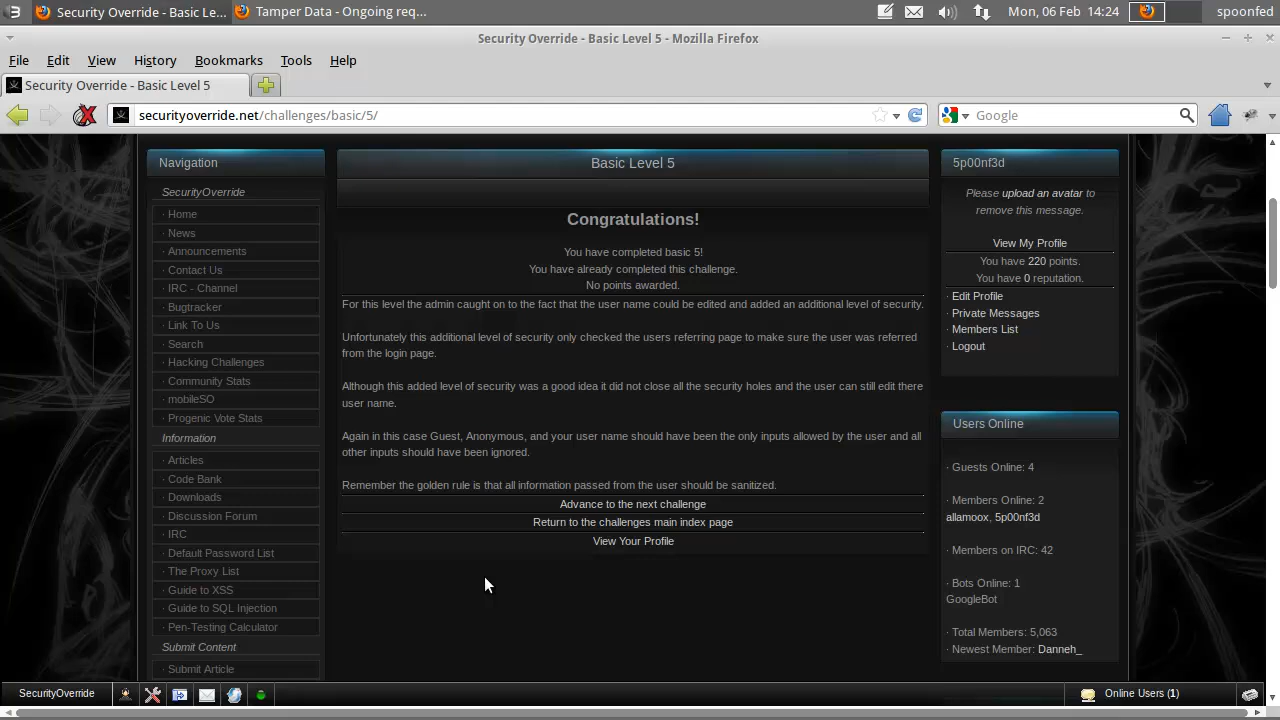 Security Override - Basic Le...
Tamper Data - Ongoing req...
Mon, 06 Feb 14:24
spoonfed
Security Override - Basic Level 5 - Mozilla Firefox
File Edit View History Bookmarks Tools Help
Security Override - Basic Level 5
securityoverride.net/challenges/basic/5/
Google
Navigation
SecurityOverride
· Home
· News
· Announcements
· Contact Us
· IRC - Channel
· Bugtracker
· Link To Us
· Search
· Hacking Challenges
· Community Stats
· mobileSO
· Progenic Vote Stats
Information
· Articles
· Code Bank
· Downloads
· Discussion Forum
· IRC
· Default Password List
· The Proxy List
· Guide to XSS
· Guide to SQL Injection
· Pen-Testing Calculator
Submit Content
· Submit Article
Basic Level 5
Congratulations!
You have completed basic 5!
You have already completed this challenge.
No points awarded.
For this level the admin caught on to the fact that the user name could be edited and added an additional level of security.
Unfortunately this additional level of security only checked the users referring page to make sure the user was referred
from the login page.
Although this added level of security was a good idea it did not close all the security holes and the user can still edit there
user name.
Again in this case Guest, Anonymous, and your user name should have been the only inputs allowed by the user and all
other inputs should have been ignored.
Remember the golden rule is that all information passed from the user should be sanitized.
Advance to the next challenge
Return to the challenges main index page
View Your Profile
5p00nf3d
Please upload an avatar to
remove this message.
View My Profile
You have 220 points.
You have 0 reputation.
· Edit Profile
· Private Messages
· Members List
· Logout
Users Online
· Guests Online: 4
· Members Online: 2
allamoox, 5p00nf3d
· Members on IRC: 42
· Bots Online: 1
GoogleBot
· Total Members: 5,063
· Newest Member: Danneh_
SecurityOverride
Online Users (1)